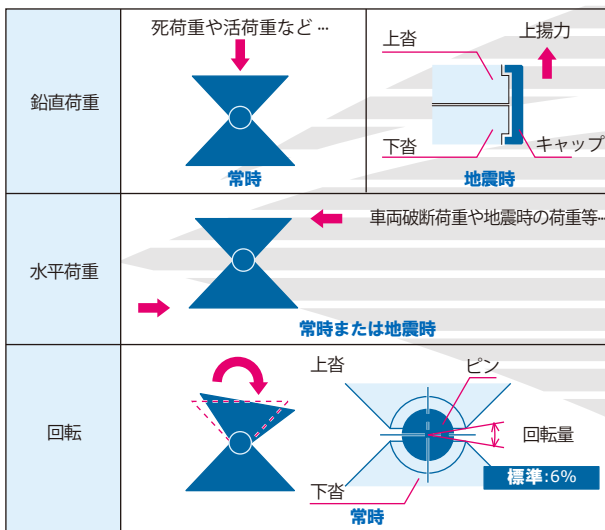 鉛直荷重
死荷重や活荷重など…
常時
上沓
上揚力
下沓
キャップ
地震時
水平荷重
車両破断荷重や地震時の荷重等…
常時または地震時
回転
上沓
ピン
回転量
標準:6%
下沓
常時